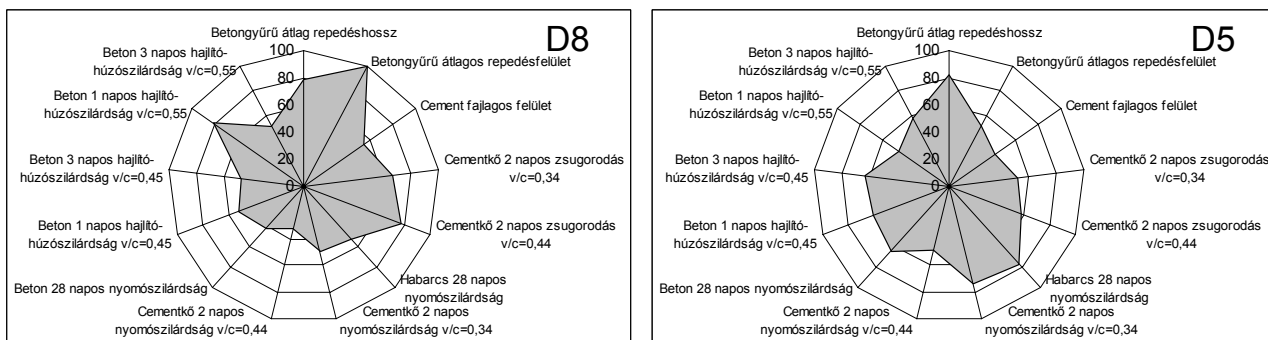 D8
Betongyűrű átlag repedéshossz
Betongyűrű átlagos repedésfelület
Cement fajlagos felület
Cementkő 2 napos zsugorodás
v/c=0,34
Cementkő 2 napos zsugorodás
v/c=0,44
Habarcs 28 napos
nyomószilárdság
Cementkő 2 napos
nyomószilárdság v/c=0,34
Cementkő 2 napos
nyomószilárdság v/c=0,44
Beton 28 napos nyomószilárdság
Beton 1 napos hajlító-
húzószilárdság v/c=0,45
Beton 3 napos hajlító-
húzószilárdság v/c=0,45
Beton 1 napos hajlító-
húzószilárdság v/c=0,55
Beton 3 napos hajlító-
húzószilárdság v/c=0,55
100
80
60
40
20
0
D5
Betongyűrű átlag repedéshossz
Betongyűrű átlagos repedésfelület
Cement fajlagos felület
Cementkő 2 napos zsugorodás
v/c=0,34
Cementkő 2 napos zsugorodás
v/c=0,44
Habarcs 28 napos
nyomószilárdság
Cementkő 2 napos
nyomószilárdság v/c=0,34
Cementkő 2 napos
nyomószilárdság v/c=0,44
Beton 28 napos nyomószilárdság
Beton 1 napos hajlító-
húzószilárdság v/c=0,45
Beton 3 napos hajlító-
húzószilárdság v/c=0,45
Beton 1 napos hajlító-
húzószilárdság v/c=0,55
Beton 3 napos hajlító-
húzószilárdság v/c=0,55
100
80
60
40
20
0